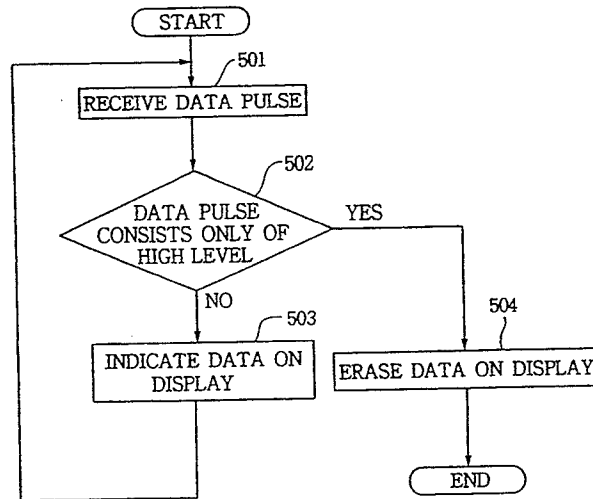 START
501
RECEIVE DATA PULSE
502
DATA PULSE
CONSISTS ONLY OF
HIGH LEVEL
YES
NO
503
INDICATE DATA ON
DISPLAY
504
ERASE DATA ON DISPLAY
END